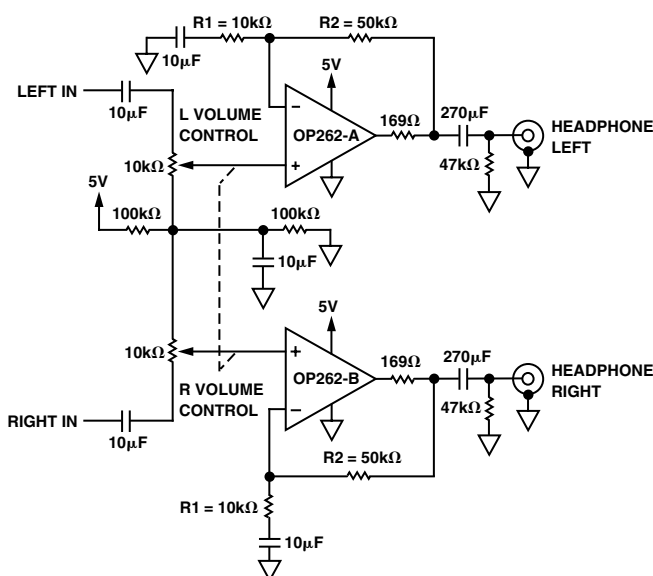 R1 = 10kΩ
R2 = 50kΩ
10μF
5V
LEFT IN
10μF
L VOLUME
CONTROL
OP262-A
169Ω
270μF
HEADPHONE
LEFT
47kΩ
10kΩ
5V
100kΩ
100kΩ
10μF
5V
10kΩ
R VOLUME
CONTROL
OP262-B
169Ω
270μF
HEADPHONE
RIGHT
47kΩ
RIGHT IN
10μF
R2 = 50kΩ
R1 = 10kΩ
10μF